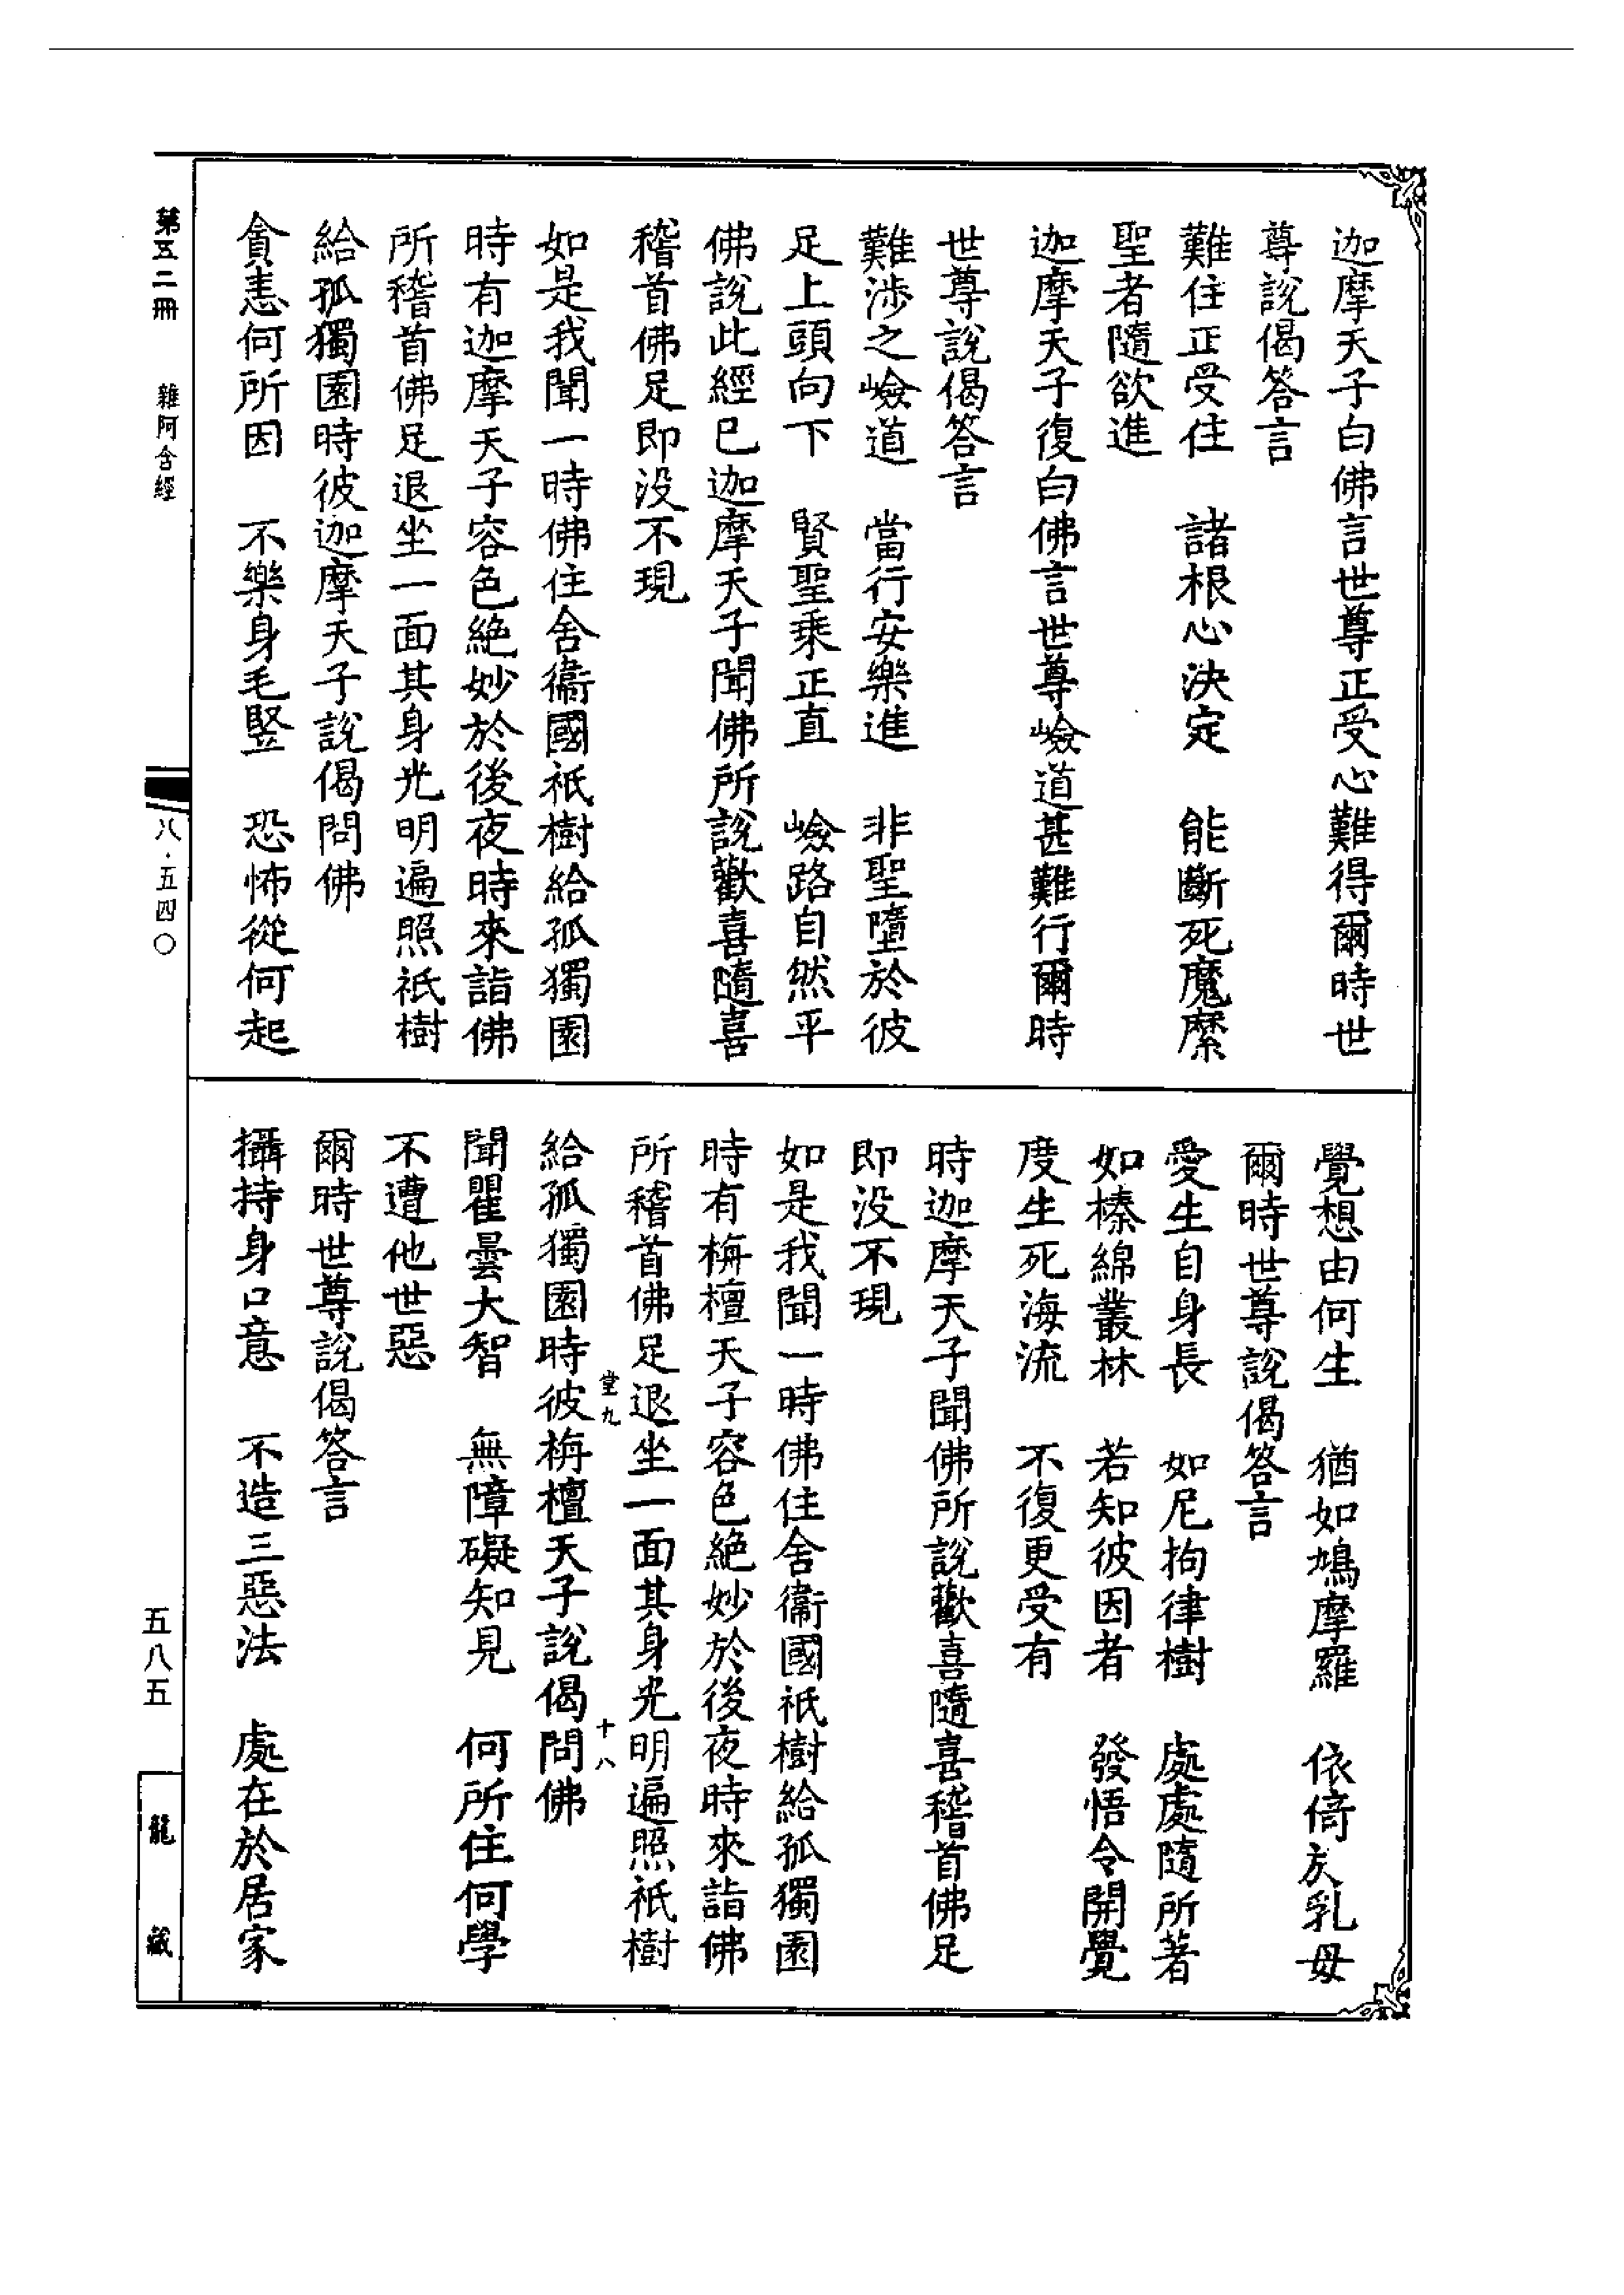 迦摩天子白佛言世尊正受心難得爾時世
尊說偈答言
難住正受住　諸根心決定　能斷死魔縻
聖者隨欲進
迦摩天子復白佛言世尊嶮道甚難行爾時
世尊說偈答言
難涉之嶮道　當行安樂進　非聖墮於彼
足上頭向下　賢聖乘正直　嶮路自然平
佛說此經已迦摩天子聞佛所說歡喜隨喜
稽首佛足即没不現
如是我聞一時佛住舍衞國祇樹給孤獨園
時有迦摩天子容色絶妙於後夜時來詣佛
所稽首佛足退坐一面其身光明遍照祇樹
給孤獨園時彼迦摩天子說偈問佛
貪恚何所因　不樂身毛竪　恐怖從何起
覺想由何生　猶如鳩摩羅　依倚於乳母
爾時世尊說偈答言
愛生自身長　如尼拘律樹　處處隨所著
如榛綿叢林　若知彼因者　發悟令開覺
度生死海流　不復更受有
時迦摩天子聞佛所說歡喜隨喜稽首佛足
即没不現
如是我聞一時佛住舍衞國祇樹給孤獨園
時有栴檀天子容色絶妙於後夜時來詣佛
所稽首佛足退坐一面其身光明遍照祇樹
堂九　十八
給孤獨園時彼栴檀天子說偈問佛
聞瞿曇大智　無障礙知見　何所住何學
不遭他世惡
爾時世尊說偈答言
攝持身口意　不造三惡法　處在於居家
第五二冊　雜阿含經　八·五四〇　五八五　龍藏